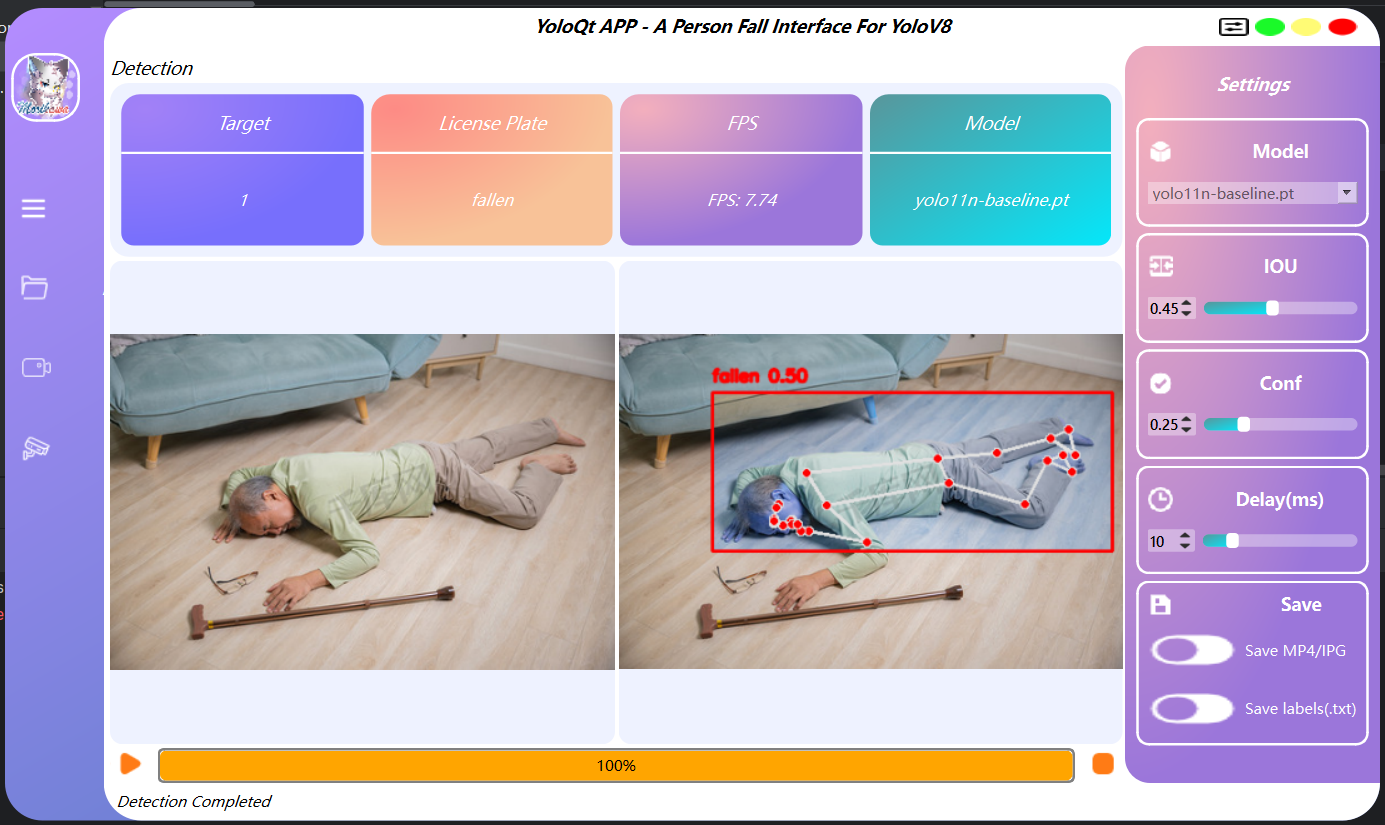 YoloQt APP - A Person Fall Interface For YoloV8
Detection
Target
License Plate
FPS
Model
1
fallen
FPS: 7.74
yolo11n-baseline.pt
fallen 0.50
100%
Detection Completed
Settings
Model
yolo11n-baseline.pt
IOU
0.45
Conf
0.25
Delay(ms)
10
Save
Save MP4/IPG
Save labels(.txt)